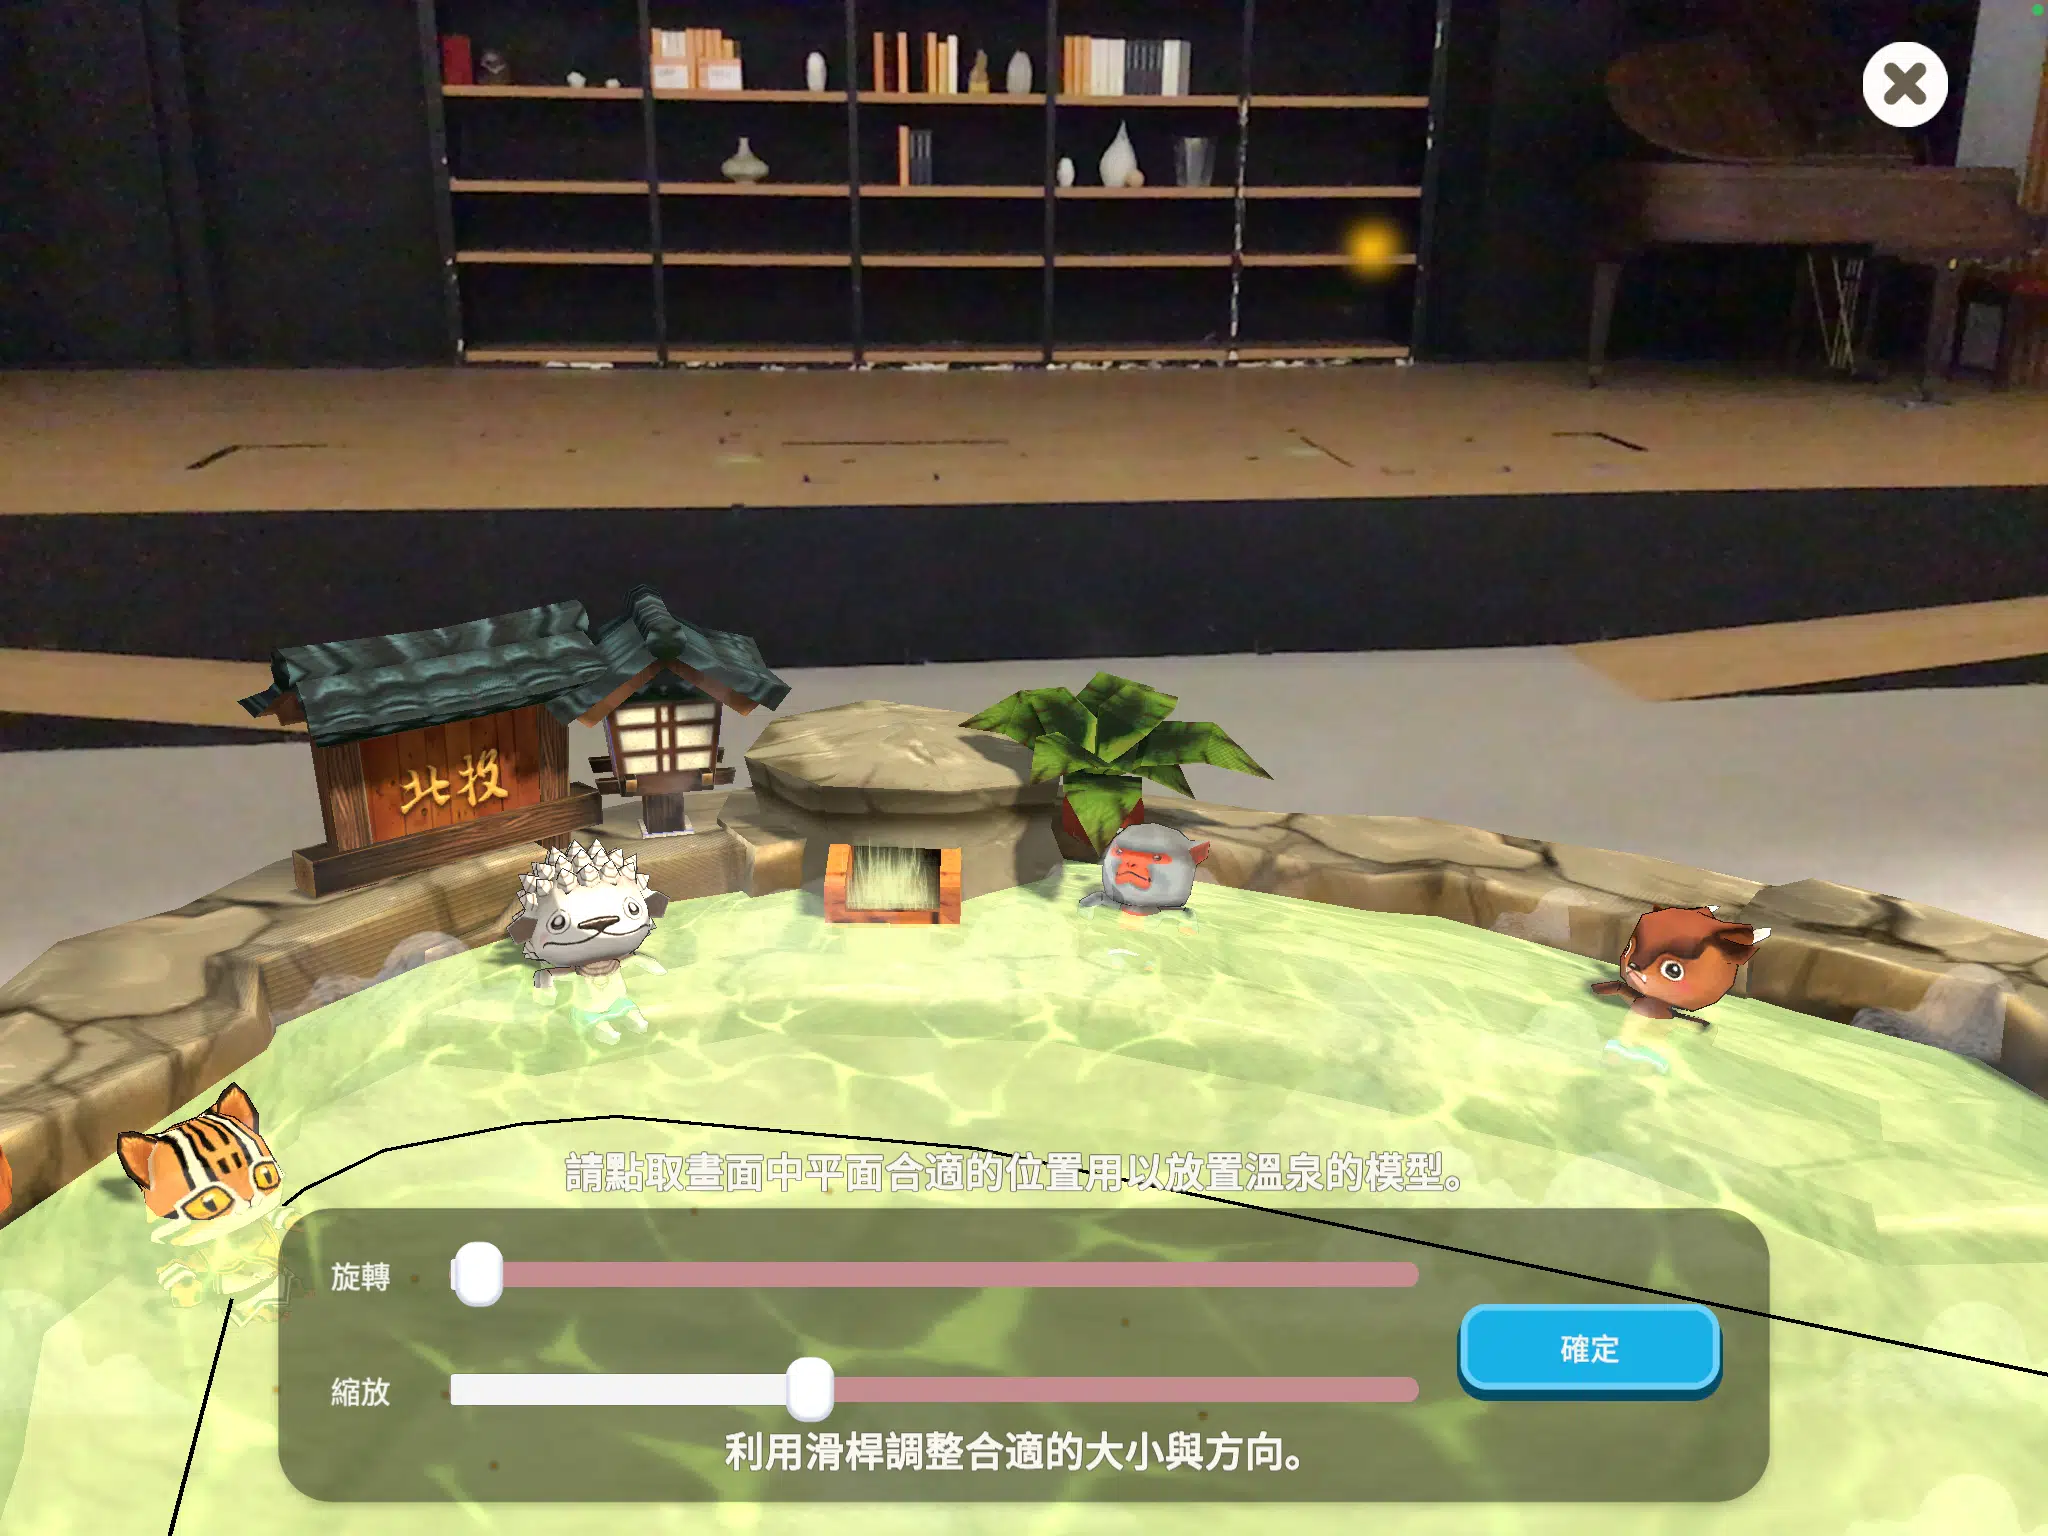 北投
請點取畫面中平面合適的位置用以放置溫泉的模型。
旋轉
縮放
確定
利用滑桿調整合適的大小與方向。